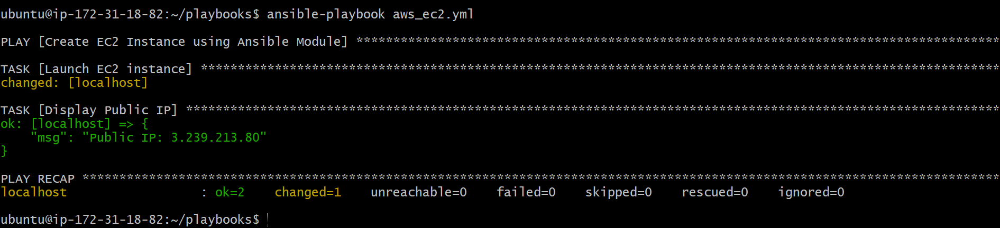 ubuntu@ip-172-31-18-82:~/playbooks$ ansible-playbook aws_ec2.yml
PLAY [Create EC2 Instance using Ansible Module] ***************************************************************************************
TASK [Launch EC2 instance] ************************************************************************************************************
changed: [localhost]
TASK [Display Public IP] **************************************************************************************************************
ok: [localhost] => {
    "msg": "Public IP: 3.239.213.80"
}
PLAY RECAP ****************************************************************************************************************************
localhost                  : ok=2    changed=1    unreachable=0    failed=0    skipped=0    rescued=0    ignored=0
ubuntu@ip-172-31-18-82:~/playbooks$